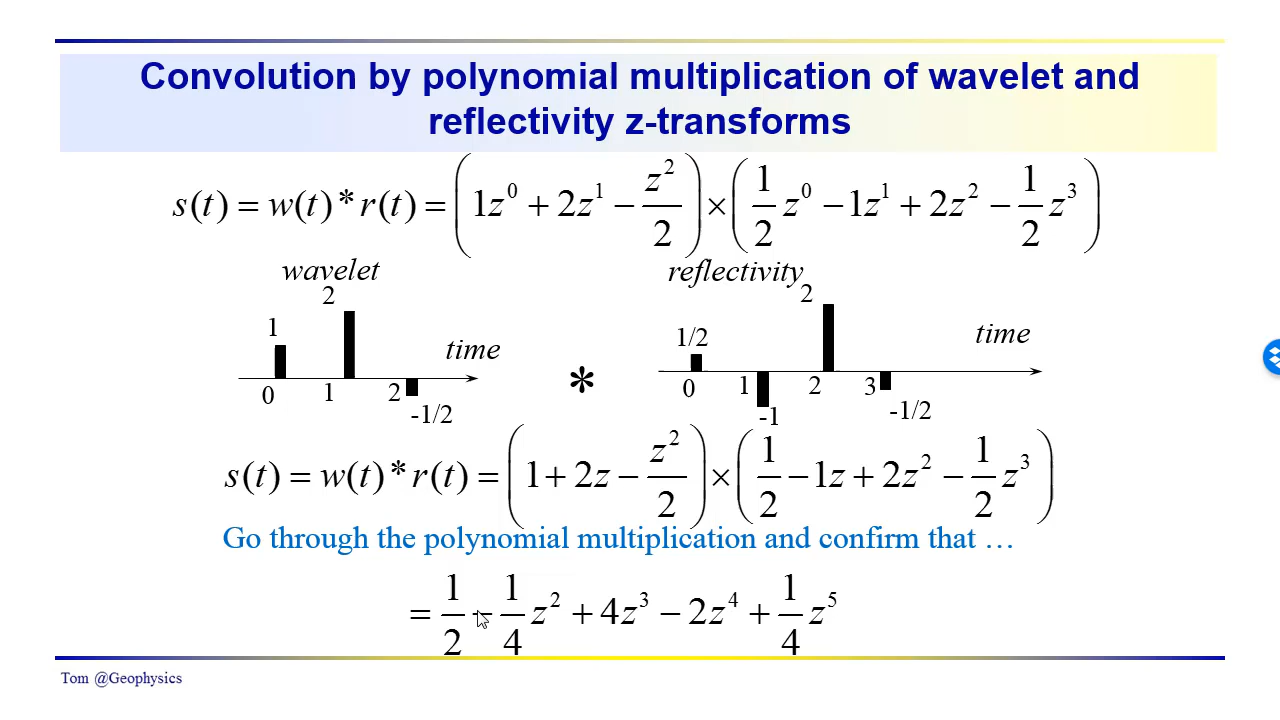 Convolution by polynomial multiplication of wavelet and
reflectivity z-transforms
s(t) = w(t) * r(t) = (1z⁰ + 2z¹ − z²/2) × (1/2 z⁰ − 1z¹ + 2z² − 1/2 z³)
wavelet
reflectivity
2
2
1
1/2
time
time
0 1 2
*
0 1 2 3
-1/2
-1
-1/2
s(t) = w(t) * r(t) = (1 + 2z − z²/2) × (1/2 − 1z + 2z² − 1/2 z³)
Go through the polynomial multiplication and confirm that …
= 1/2 − 1/4 z² + 4z³ − 2z⁴ + 1/4 z⁵
Tom @Geophysics